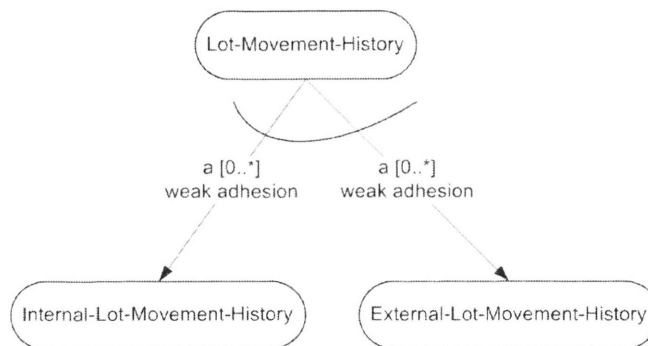 Lot-Movement-History
a [0..*]
weak adhesion
a [0..*]
weak adhesion
Internal-Lot-Movement-History
External-Lot-Movement-History